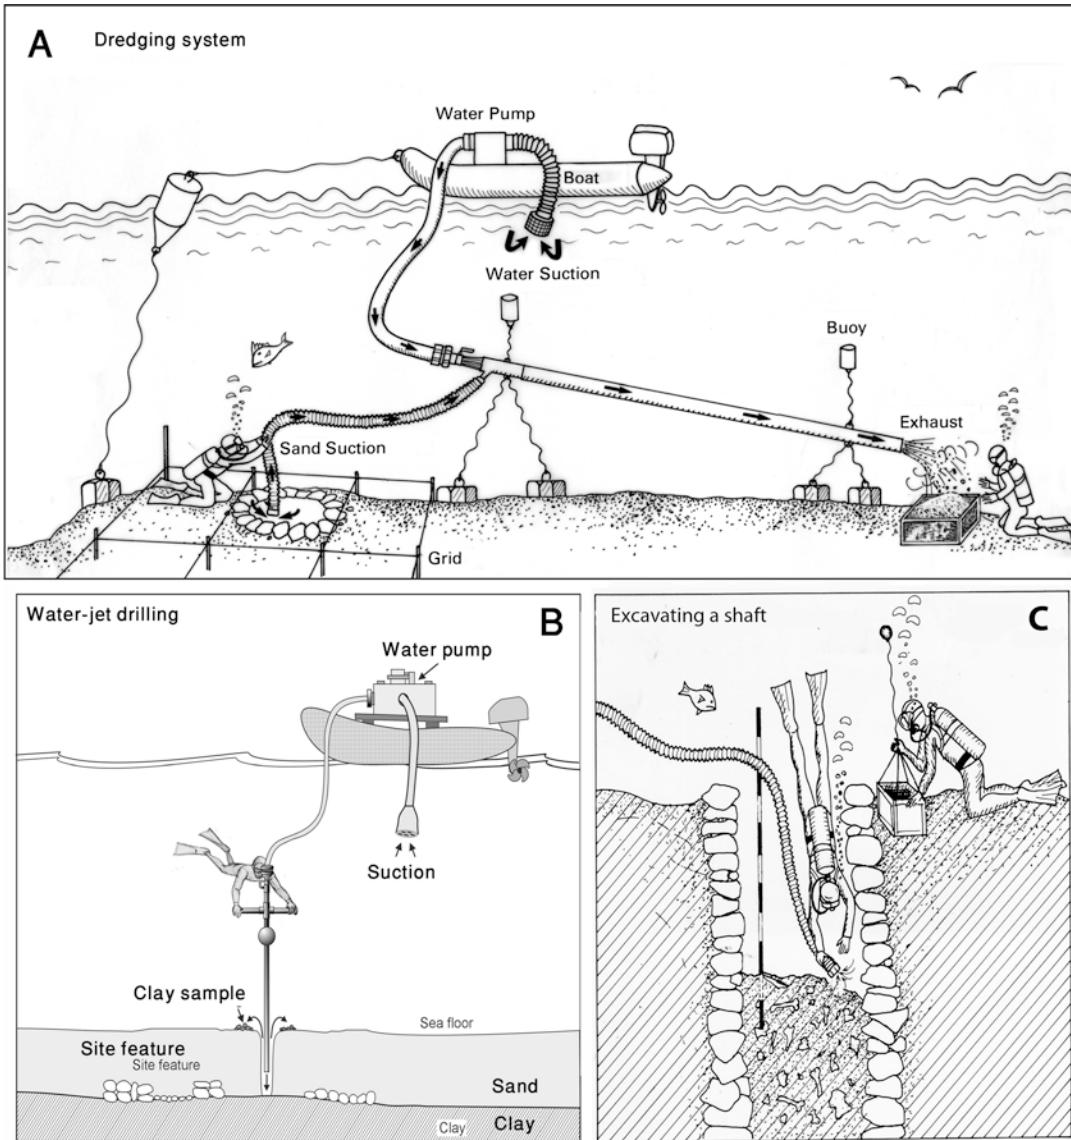 A
Dredging system
Water Pump
Boat
Water Suction
Buoy
Exhaust
Sand Suction
Grid
Water-jet drilling
B
Water pump
Suction
Clay sample
Sea floor
Site feature
Site feature
Sand
Clay
Clay
Excavating a shaft
C